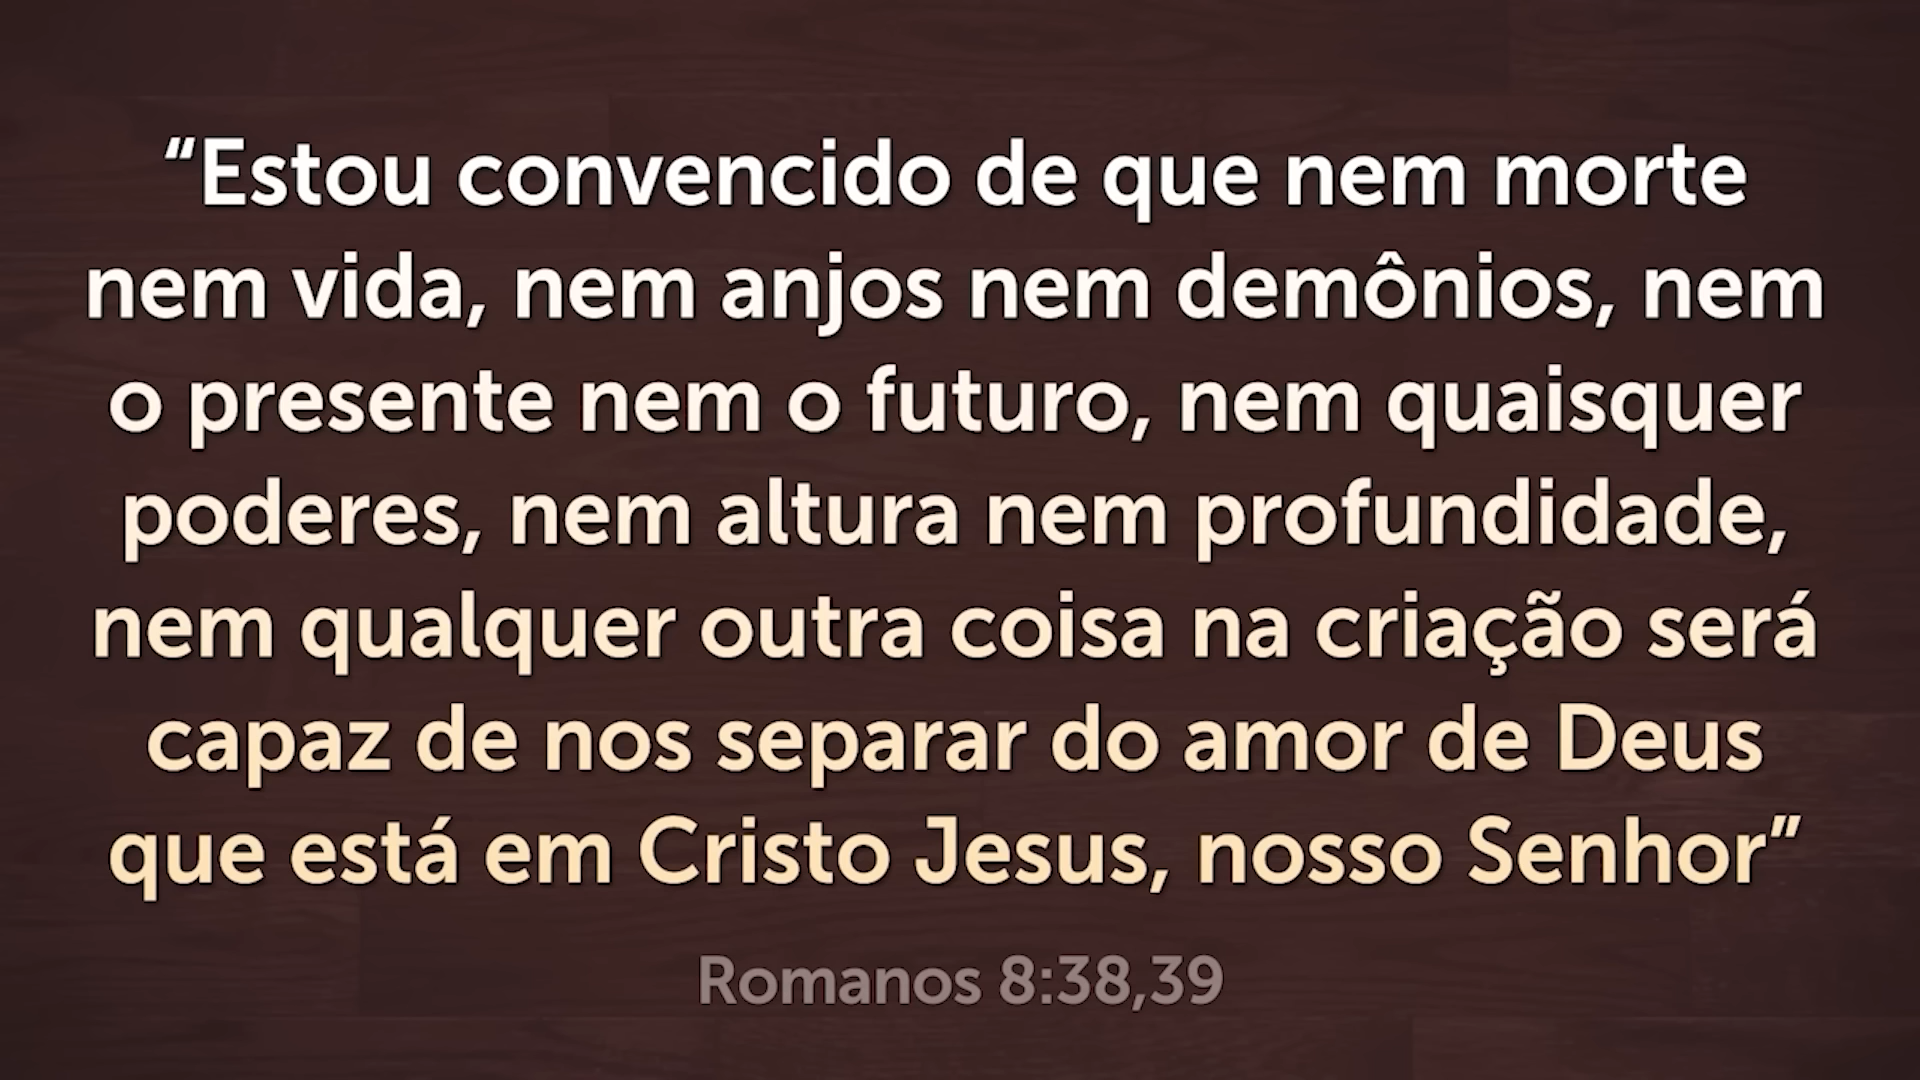 “Estou convencido de que nem morte
nem vida, nem anjos nem demônios, nem
o presente nem o futuro, nem quaisquer
poderes, nem altura nem profundidade,
nem qualquer outra coisa na criação será
capaz de nos separar do amor de Deus
que está em Cristo Jesus, nosso Senhor”
Romanos 8:38,39